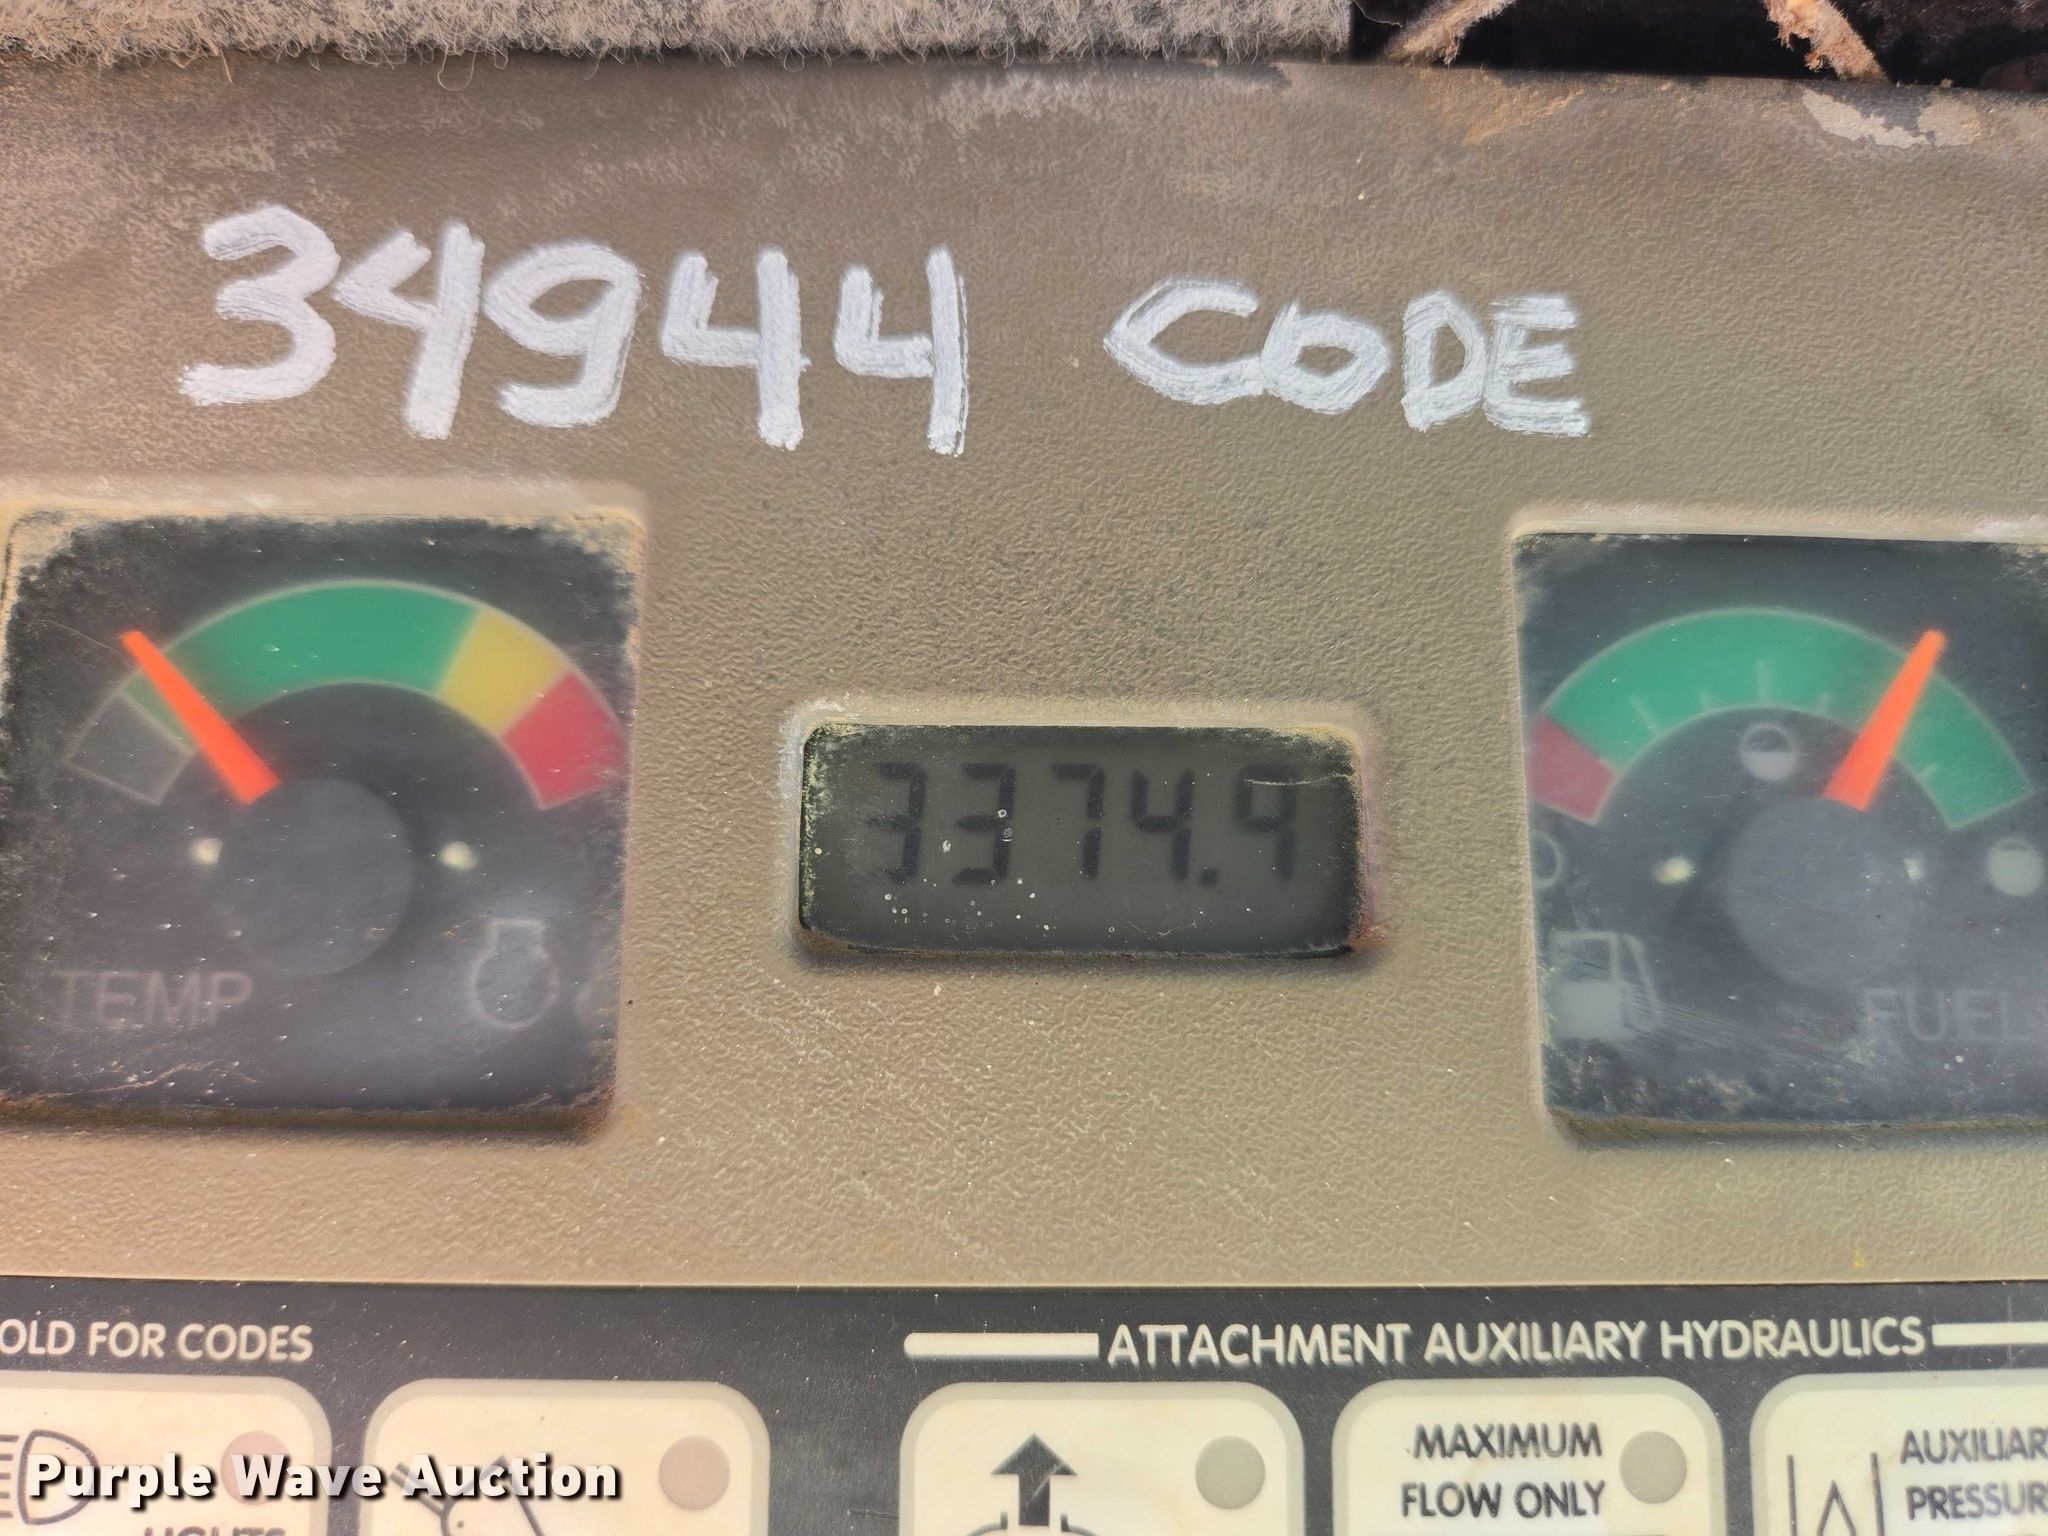 34944 CODE
3374.9
TEMP
FUEL
OLD FOR CODES
ATTACHMENT AUXILIARY HYDRAULICS
MAXIMUM
FLOW ONLY
AUXILIAR
PRESSUR
LIGHTS
Purple Wave Auction